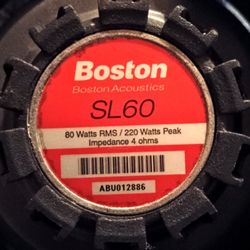 Boston
Boston Acoustics
SL60
80 Watts RMS / 220 Watts Peak
Impedance 4 ohms
ABU012886